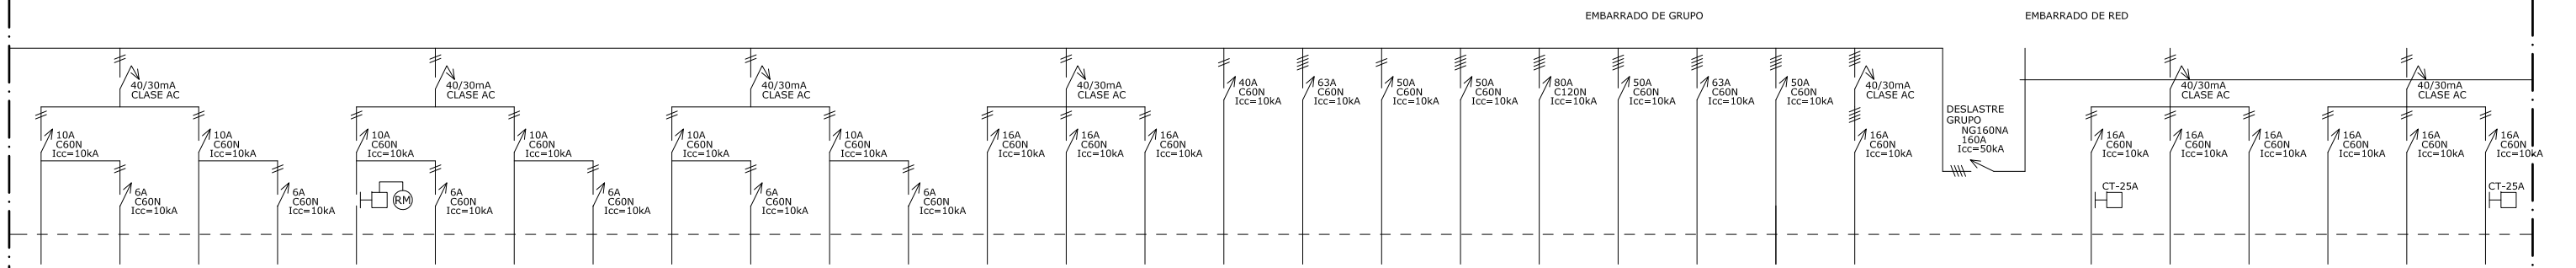 EMBARRADO DE GRUPO
EMBARRADO DE RED
40/30mA
CLASE AC
40/30mA
CLASE AC
40/30mA
CLASE AC
40/30mA
CLASE AC
40A
C60N
Icc=10kA
63A
C60N
Icc=10kA
50A
C60N
Icc=10kA
50A
C60N
Icc=10kA
80A
C120N
Icc=10kA
50A
C60N
Icc=10kA
63A
C60N
Icc=10kA
50A
C60N
Icc=10kA
40/30mA
CLASE AC
40/30mA
CLASE AC
40/30mA
CLASE AC
DESLASTRE
GRUPO
NG160NA
160A
Icc=50kA
10A
C60N
Icc=10kA
10A
C60N
Icc=10kA
10A
C60N
Icc=10kA
10A
C60N
Icc=10kA
10A
C60N
Icc=10kA
10A
C60N
Icc=10kA
16A
C60N
Icc=10kA
16A
C60N
Icc=10kA
16A
C60N
Icc=10kA
16A
C60N
Icc=10kA
16A
C60N
Icc=10kA
16A
C60N
Icc=10kA
16A
C60N
Icc=10kA
16A
C60N
Icc=10kA
16A
C60N
Icc=10kA
16A
C60N
Icc=10kA
6A
C60N
Icc=10kA
6A
C60N
Icc=10kA
RM
6A
C60N
Icc=10kA
6A
C60N
Icc=10kA
6A
C60N
Icc=10kA
6A
C60N
Icc=10kA
CT-25A
CT-25A